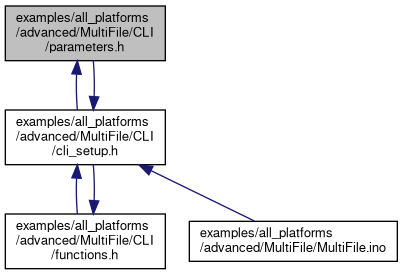 examples/all_platforms
/advanced/MultiFile/CLI
/parameters.h
examples/all_platforms
/advanced/MultiFile/CLI
/cli_setup.h
examples/all_platforms
/advanced/MultiFile/CLI
/functions.h
examples/all_platforms
/advanced/MultiFile/MultiFile.ino